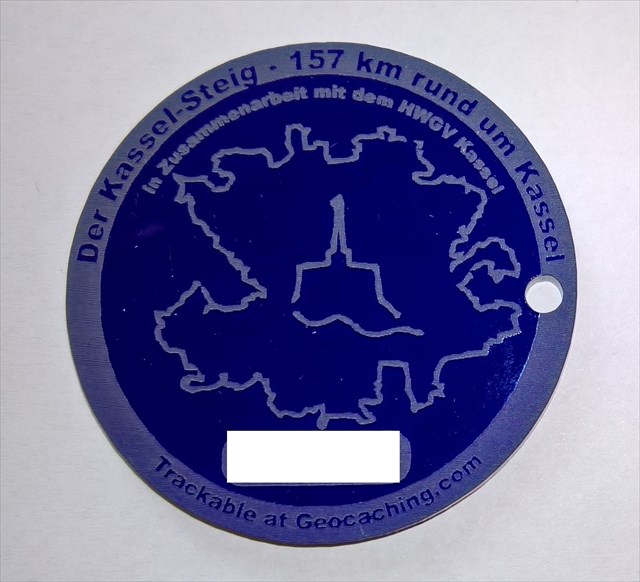 Der Kassel-Steig - 157 km rund um Kassel
in Zusammenarbeit mit dem HWGV Kassel
Trackable at Geocaching.com